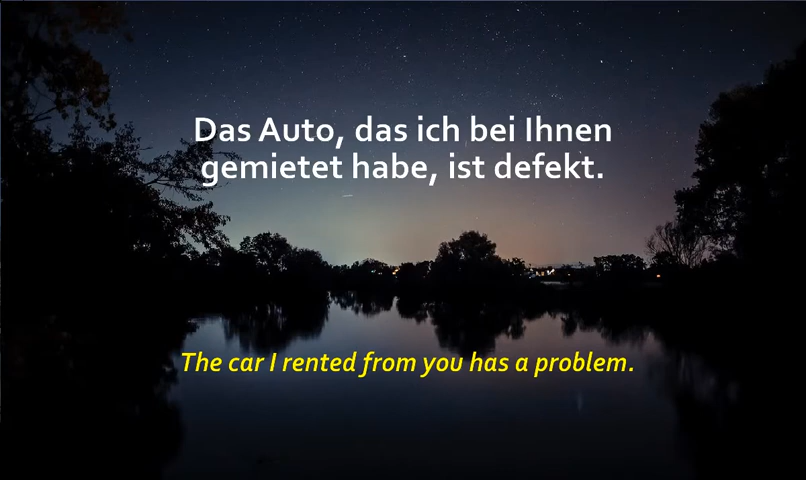 Das Auto, das ich bei Ihnen
gemietet habe, ist defekt.
The car I rented from you has a problem.